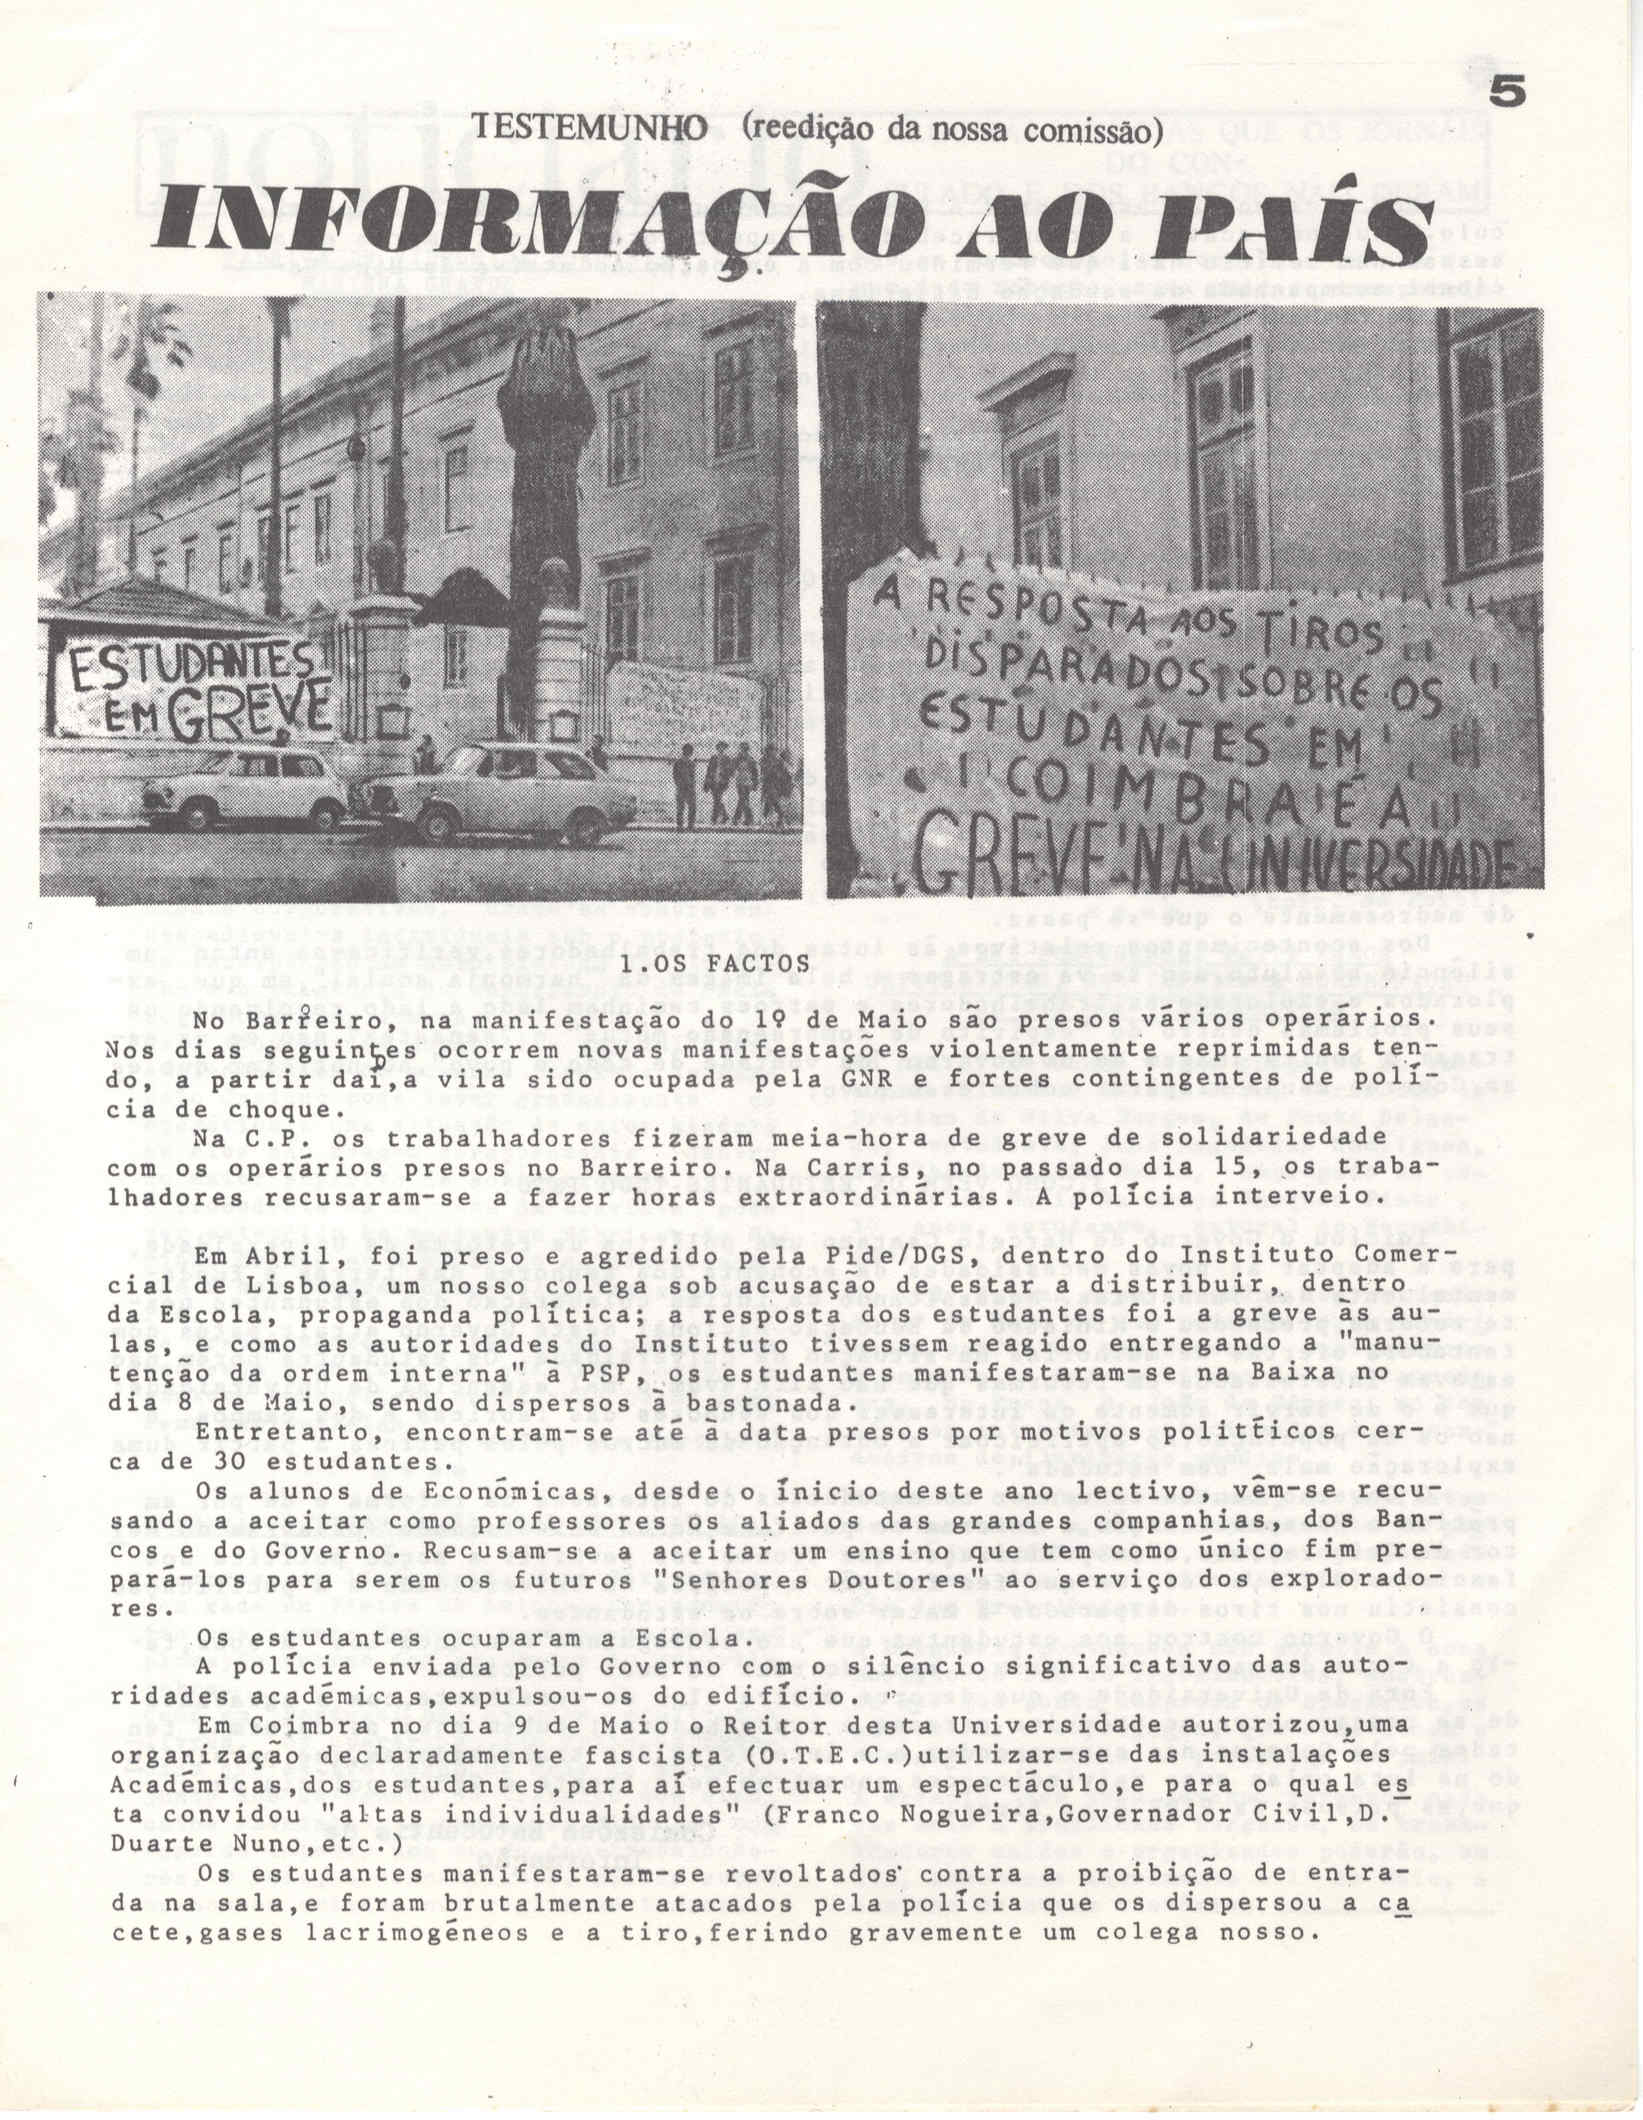 5
TESTEMUNHO (reedição da nossa comissão)
INFORMAÇÃO AO PAÍS
ESTUDANTES
EM GREVE
A RESPOSTA AOS TIROS
DISPARADOS SOBRE OS
ESTUDANTES EM
COIMBRA É A
GREVE NA UNIVERSIDADE
1.OS FACTOS
No Barreiro, na manifestação do 1º de Maio são presos vários operários.
Nos dias seguintes ocorrem novas manifestações violentamente reprimidas ten-
do, a partir daí,a vila sido ocupada pela GNR e fortes contingentes de polí-
cia de choque.
Na C.P. os trabalhadores fizeram meia-hora de greve de solidariedade
com os operários presos no Barreiro. Na Carris, no passado dia 15, os traba-
lhadores recusaram-se a fazer horas extraordinárias. A polícia interveio.
Em Abril, foi preso e agredido pela Pide/DGS, dentro do Instituto Comer-
cial de Lisboa, um nosso colega sob acusação de estar a distribuir, dentro
da Escola, propaganda política; a resposta dos estudantes foi a greve às au-
las, e como as autoridades do Instituto tivessem reagido entregando a "manu-
tenção da ordem interna" à PSP, os estudantes manifestaram-se na Baixa no
dia 8 de Maio, sendo dispersos à bastonada.
Entretanto, encontram-se até à data presos por motivos polittícos cer-
ca de 30 estudantes.
Os alunos de Económicas, desde o ínicio deste ano lectivo, vêm-se recu-
sando a aceitar como professores os aliados das grandes companhias, dos Ban-
cos e do Governo. Recusam-se a aceitar um ensino que tem como único fim pre-
pará-los para serem os futuros "Senhores Doutores" ao serviço dos explorado-
res.
Os estudantes ocuparam a Escola.
A polícia enviada pelo Governo com o silêncio significativo das auto-
ridades académicas,expulsou-os do edifício.
Em Coimbra no dia 9 de Maio o Reitor desta Universidade autorizou,uma
organização declaradamente fascista (O.T.E.C.)utilizar-se das instalações
Académicas,dos estudantes,para aí efectuar um espectáculo,e para o qual es
ta convidou "altas individualidades" (Franco Nogueira,Governador Civil,D.
Duarte Nuno,etc.)
Os estudantes manifestaram-se revoltados contra a proibição de entra-
da na sala,e foram brutalmente atacados pela polícia que os dispersou a ca
cete,gases lacrimogéneos e a tiro,ferindo gravemente um colega nosso.